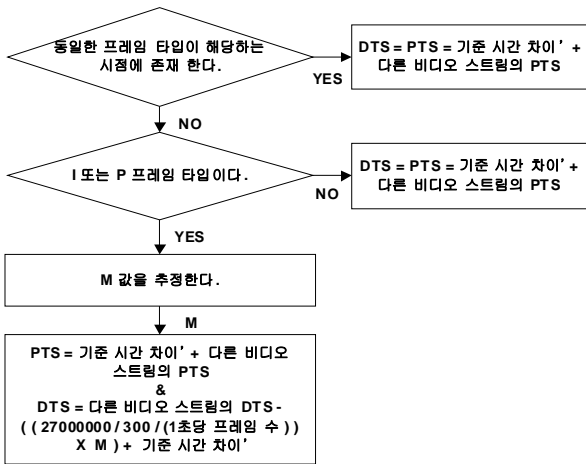 동일한 프레임 타입이 해당하는
시점에 존재 한다.
YES
DTS = PTS = 기준 시간 차이' +
다른 비디오 스트림의 PTS
NO
I 또는 P 프레임 타입이다.
NO
DTS = PTS = 기준 시간 차이' +
다른 비디오 스트림의 PTS
YES
M 값을 추정한다.
M
PTS = 기준 시간 차이' + 다른 비디오
스트림의 PTS
&
DTS = 다른 비디오 스트림의 DTS -
( ( 27000000 / 300 / (1초당 프레임 수) )
X M ) + 기준 시간 차이'